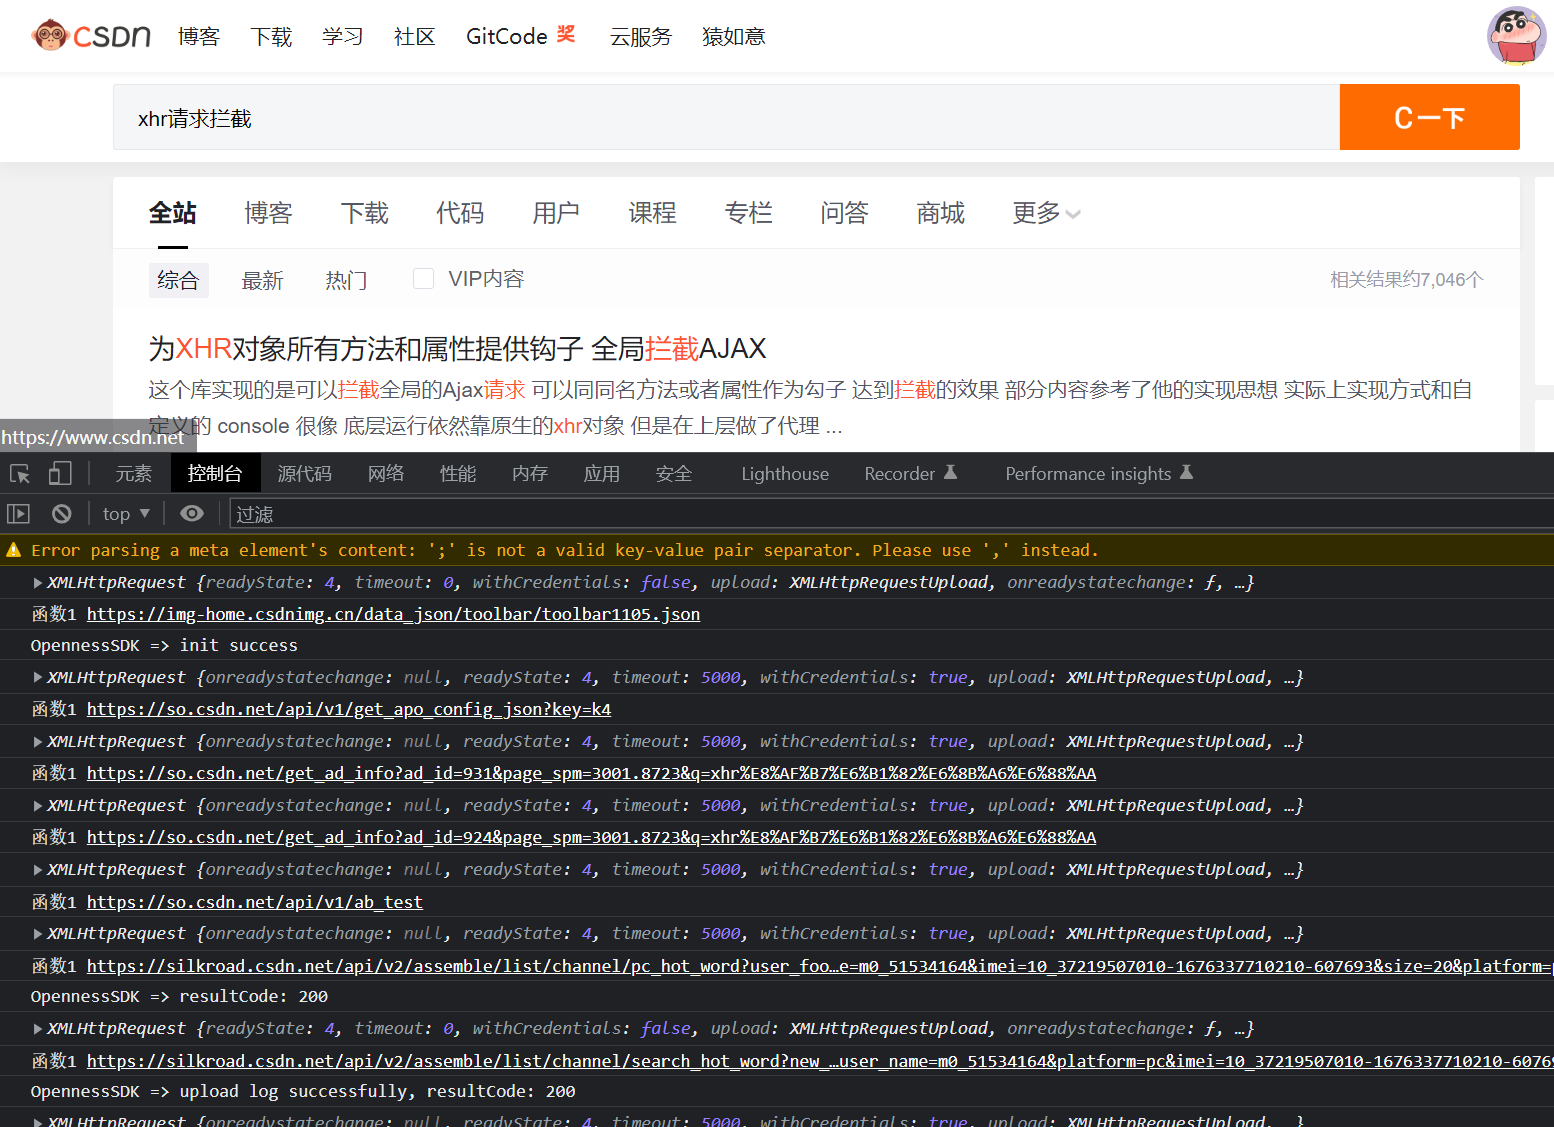 CSDN 博客 下载 学习 社区 GitCode 奖 云服务 猿如意
xhr请求拦截 C一下
全站 博客 下载 代码 用户 课程 专栏 问答 商城 更多
综合 最新 热门 VIP内容 相关结果约7,046个
为XHR对象所有方法和属性提供钩子 全局拦截AJAX
这个库实现的是可以拦截全局的Ajax请求 可以同同名方法或者属性作为勾子 达到拦截的效果 部分内容参考了他的实现思想 实际上实现方式和自
定义的 console 很像 底层运行依然靠原生的xhr对象 但是在上层做了代理 ...
https://www.csdn.net
元素 控制台 源代码 网络 性能 内存 应用 安全 Lighthouse Recorder Performance insights
top 过滤
Error parsing a meta element's content: ';' is not a valid key-value pair separator. Please use ',' instead.
XMLHttpRequest {readyState: 4, timeout: 0, withCredentials: false, upload: XMLHttpRequestUpload, onreadystatechange: ƒ, …}
函数1 https://img-home.csdnimg.cn/data_json/toolbar/toolbar1105.json
OpennessSDK => init success
XMLHttpRequest {onreadystatechange: null, readyState: 4, timeout: 5000, withCredentials: true, upload: XMLHttpRequestUpload, …}
函数1 https://so.csdn.net/api/v1/get_apo_config_json?key=k4
XMLHttpRequest {onreadystatechange: null, readyState: 4, timeout: 5000, withCredentials: true, upload: XMLHttpRequestUpload, …}
函数1 https://so.csdn.net/get_ad_info?ad_id=931&page_spm=3001.8723&q=xhr%E8%AF%B7%E6%B1%82%E6%8B%A6%E6%88%AA
XMLHttpRequest {onreadystatechange: null, readyState: 4, timeout: 5000, withCredentials: true, upload: XMLHttpRequestUpload, …}
函数1 https://so.csdn.net/get_ad_info?ad_id=924&page_spm=3001.8723&q=xhr%E8%AF%B7%E6%B1%82%E6%8B%A6%E6%88%AA
XMLHttpRequest {onreadystatechange: null, readyState: 4, timeout: 5000, withCredentials: true, upload: XMLHttpRequestUpload, …}
函数1 https://so.csdn.net/api/v1/ab_test
XMLHttpRequest {onreadystatechange: null, readyState: 4, timeout: 5000, withCredentials: true, upload: XMLHttpRequestUpload, …}
函数1 https://silkroad.csdn.net/api/v2/assemble/list/channel/pc_hot_word?user_foo…e=m0_51534164&imei=10_37219507010-1676337710210-607693&size=20&platform=p
OpennessSDK => resultCode: 200
XMLHttpRequest {readyState: 4, timeout: 0, withCredentials: false, upload: XMLHttpRequestUpload, onreadystatechange: ƒ, …}
函数1 https://silkroad.csdn.net/api/v2/assemble/list/channel/search_hot_word?new_…user_name=m0_51534164&platform=pc&imei=10_37219507010-1676337710210-60769
OpennessSDK => upload log successfully, resultCode: 200
XMLHttpRequest {onreadystatechange: null, readyState: 4, timeout: 5000, withCredentials: true, upload: XMLHttpRequestUpload, …}